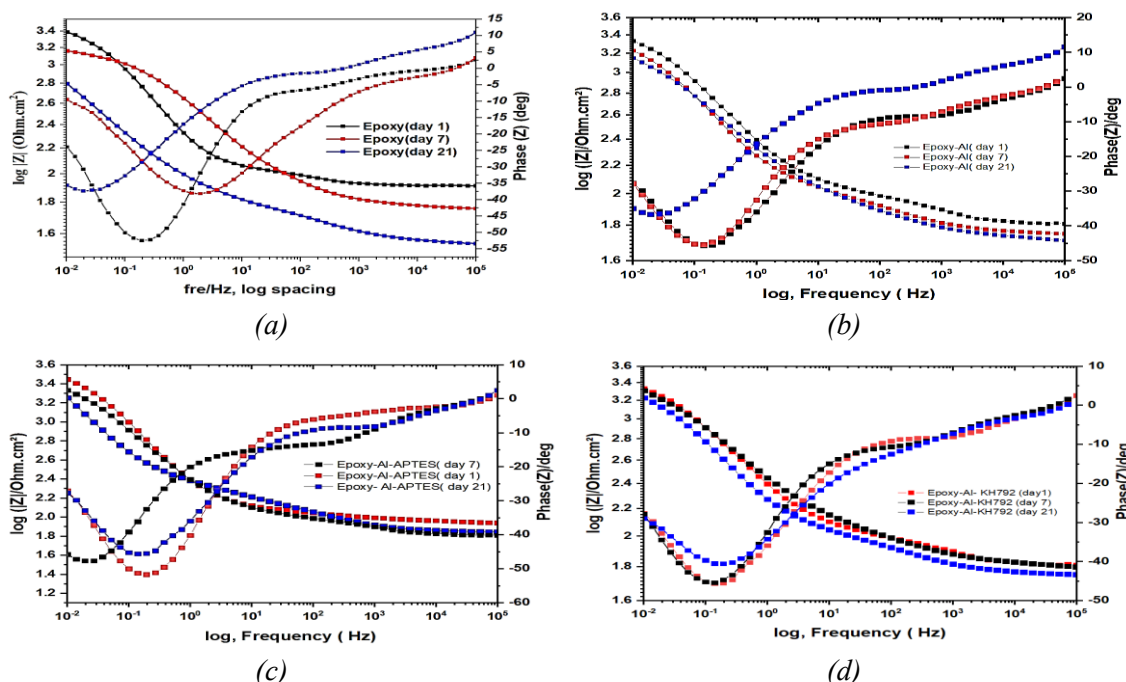 3.4
3.2
3
2.8
2.6
2.4
2.2
2
1.8
1.6
log |Z| (Ohm.cm²)
15
10
5
0
-5
-10
-15
-20
-25
-30
-35
-40
-45
-50
-55
Phase (Z) (deg)
Epoxy(day 1)
Epoxy(day 7)
Epoxy(day 21)
10⁻² 10⁻¹ 10⁰ 10¹ 10² 10³ 10⁴ 10⁵
fre/Hz, log spacing
(a)
3.4
3.2
3
2.8
2.6
2.4
2.2
2
1.8
1.6
log (|Z|/Ohm.cm²)
20
10
0
-10
-20
-30
-40
-50
Phase(Z)/deg
Epoxy-Al( day 1)
Epoxy-Al( day 7)
Epoxy-Al( day 21)
10⁻² 10⁻¹ 10⁰ 10¹ 10² 10³ 10⁴ 10⁵
log, Frequency ( Hz)
(b)
3.6
3.4
3.2
3.0
2.8
2.6
2.4
2.2
2.0
1.8
1.6
1.4
1.2
log (|Z|/Ohm.cm²)
10
0
-10
-20
-30
-40
-50
-60
Phase(Z)/deg
Epoxy-Al-APTES( day 7)
Epoxy-Al-APTES( day 1)
Epoxy- Al-APTES( day 21)
10⁻² 10⁻¹ 10⁰ 10¹ 10² 10³ 10⁴ 10⁵
log, Frequency ( Hz)
(c)
3.6
3.4
3.2
3
2.8
2.6
2.4
2.2
2
1.8
1.6
log (|Z|/Ohm.cm²)
10
5
0
-5
-10
-15
-20
-25
-30
-35
-40
-45
-50
Phase(Z)/deg
Epoxy-Al- KH792 (day1)
Epoxy-Al- KH792 (day 7)
Epoxy-Al-KH792 (day 21)
10⁻² 10⁻¹ 10⁰ 10¹ 10² 10³ 10⁴ 10⁵
log, Frequency ( Hz)
(d)